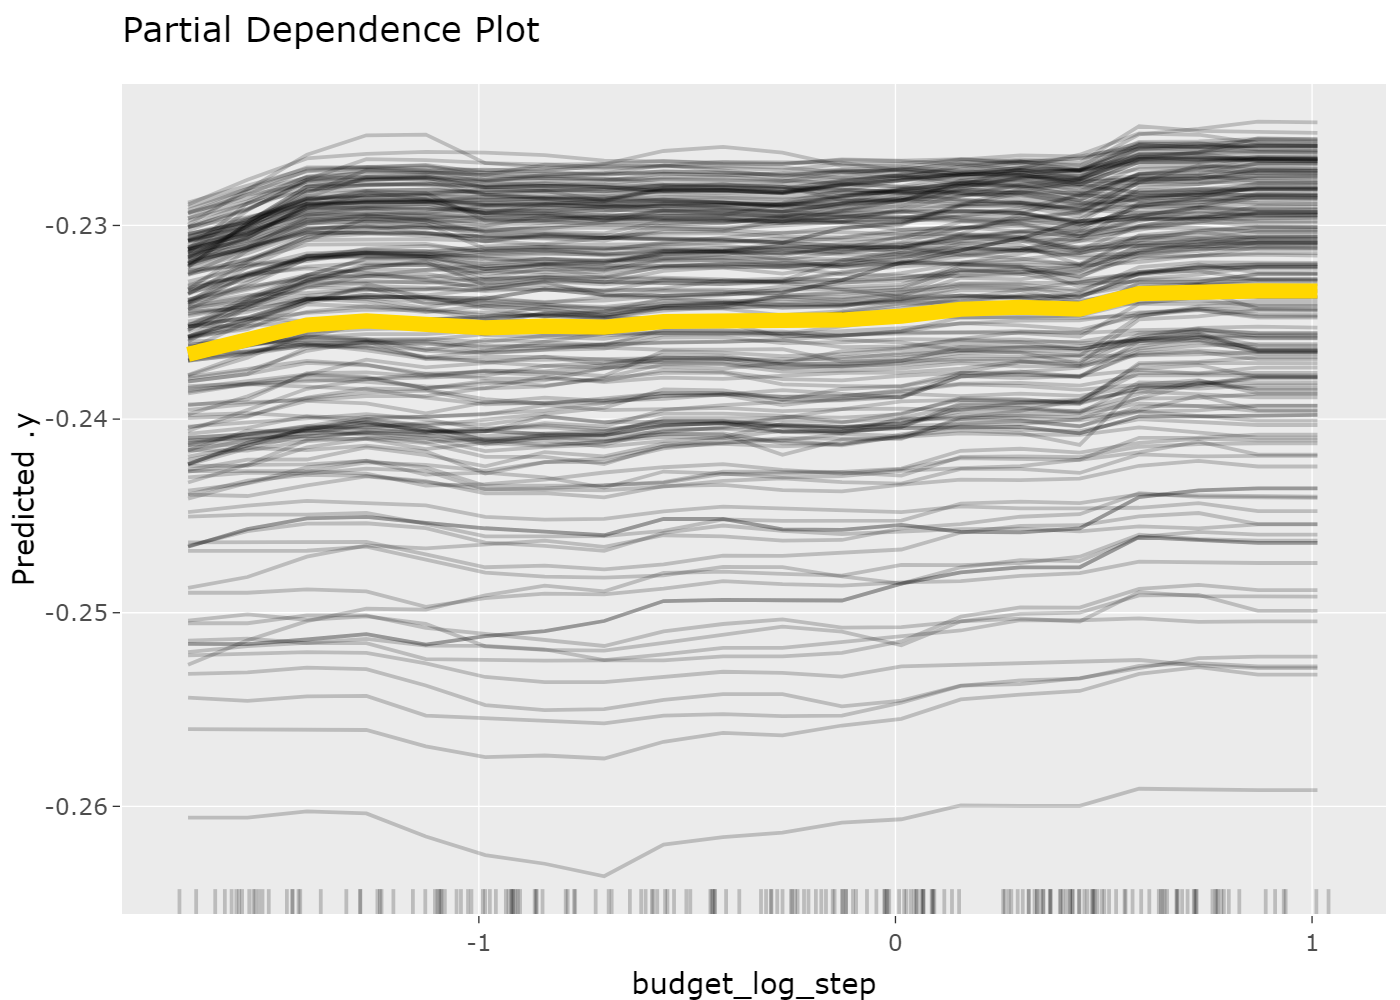 Partial Dependence Plot
-0.23
-0.24
-0.25
-0.26
Predicted .y
-1
0
1
budget_log_step